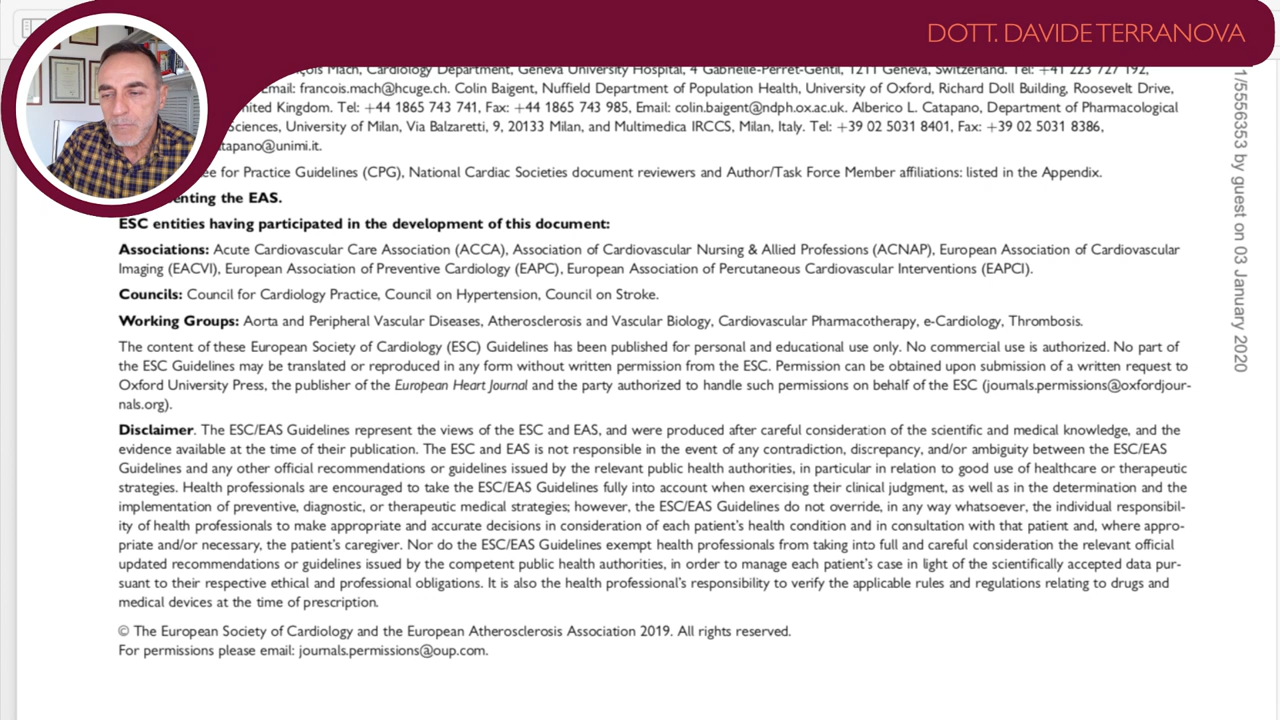 DOTT. DAVIDE TERRANOVA
Mach, Cardiology Department, Geneva University Hospital, 4 Gabrielle-Perret-Gentil, 1211 Geneva, Switzerland. Tel: +41 223 727 192,
francois.mach@hcuge.ch. Colin Baigent, Nuffield Department of Population Health, University of Oxford, Richard Doll Building, Roosevelt Drive,
Kingdom. Tel: +44 1865 743 741, Fax: +44 1865 743 985, Email: colin.baigent@ndph.ox.ac.uk. Alberico L. Catapano, Department of Pharmacological
Sciences, University of Milan, Via Balzaretti, 9, 20133 Milan, and Multimedica IRCCS, Milan, Italy. Tel: +39 02 5031 8401, Fax: +39 02 5031 8386,
tapano@unimi.it.
ee for Practice Guidelines (CPG), National Cardiac Societies document reviewers and Author/Task Force Member affiliations: listed in the Appendix.
enting the EAS.
ESC entities having participated in the development of this document:
Associations: Acute Cardiovascular Care Association (ACCA), Association of Cardiovascular Nursing & Allied Professions (ACNAP), European Association of Cardiovascular
Imaging (EACVI), European Association of Preventive Cardiology (EAPC), European Association of Percutaneous Cardiovascular Interventions (EAPCI).
Councils: Council for Cardiology Practice, Council on Hypertension, Council on Stroke.
Working Groups: Aorta and Peripheral Vascular Diseases, Atherosclerosis and Vascular Biology, Cardiovascular Pharmacotherapy, e-Cardiology, Thrombosis.
The content of these European Society of Cardiology (ESC) Guidelines has been published for personal and educational use only. No commercial use is authorized. No part of
the ESC Guidelines may be translated or reproduced in any form without written permission from the ESC. Permission can be obtained upon submission of a written request to
Oxford University Press, the publisher of the European Heart Journal and the party authorized to handle such permissions on behalf of the ESC (journals.permissions@oxfordjour-
nals.org).
Disclaimer. The ESC/EAS Guidelines represent the views of the ESC and EAS, and were produced after careful consideration of the scientific and medical knowledge, and the
evidence available at the time of their publication. The ESC and EAS is not responsible in the event of any contradiction, discrepancy, and/or ambiguity between the ESC/EAS
Guidelines and any other official recommendations or guidelines issued by the relevant public health authorities, in particular in relation to good use of healthcare or therapeutic
strategies. Health professionals are encouraged to take the ESC/EAS Guidelines fully into account when exercising their clinical judgment, as well as in the determination and the
implementation of preventive, diagnostic, or therapeutic medical strategies; however, the ESC/EAS Guidelines do not override, in any way whatsoever, the individual responsibil-
ity of health professionals to make appropriate and accurate decisions in consideration of each patient's health condition and in consultation with that patient and, where appro-
priate and/or necessary, the patient's caregiver. Nor do the ESC/EAS Guidelines exempt health professionals from taking into full and careful consideration the relevant official
updated recommendations or guidelines issued by the competent public health authorities, in order to manage each patient's case in light of the scientifically accepted data pur-
suant to their respective ethical and professional obligations. It is also the health professional's responsibility to verify the applicable rules and regulations relating to drugs and
medical devices at the time of prescription.
© The European Society of Cardiology and the European Atherosclerosis Association 2019. All rights reserved.
For permissions please email: journals.permissions@oup.com.
1/5556353 by guest on 03 January 2020